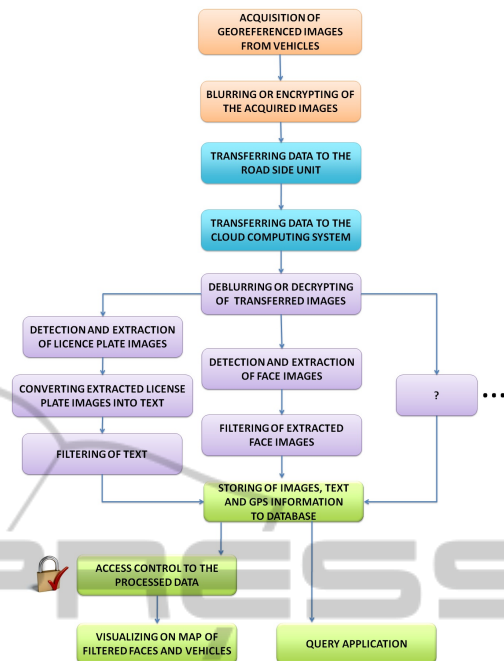 ACQUISITION OF
GEOREFERENCED IMAGES
FROM VEHICLES
BLURRING OR ENCRYPTING OF
THE ACQUIRED IMAGES
TRANSFERRING DATA TO THE
ROAD SIDE UNIT
TRANSFERRING DATA TO THE
CLOUD COMPUTING SYSTEM
DEBLURRING OR DECRYPTING
OF TRANSFERRED IMAGES
DETECTION AND EXTRACTION
OF LICENCE PLATE IMAGES
CONVERTING EXTRACTED LICENSE
PLATE IMAGES INTO TEXT
FILTERING OF TEXT
DETECTION AND EXTRACTION
OF FACE IMAGES
FILTERING OF EXTRACTED
FACE IMAGES
?
•••
STORING OF IMAGES, TEXT
AND GPS INFORMATION
TO DATABASE
ACCESS CONTROL TO THE
PROCESSED DATA
VISUALIZING ON MAP OF
FILTERED FACES AND VEHICLES
QUERY APPLICATION